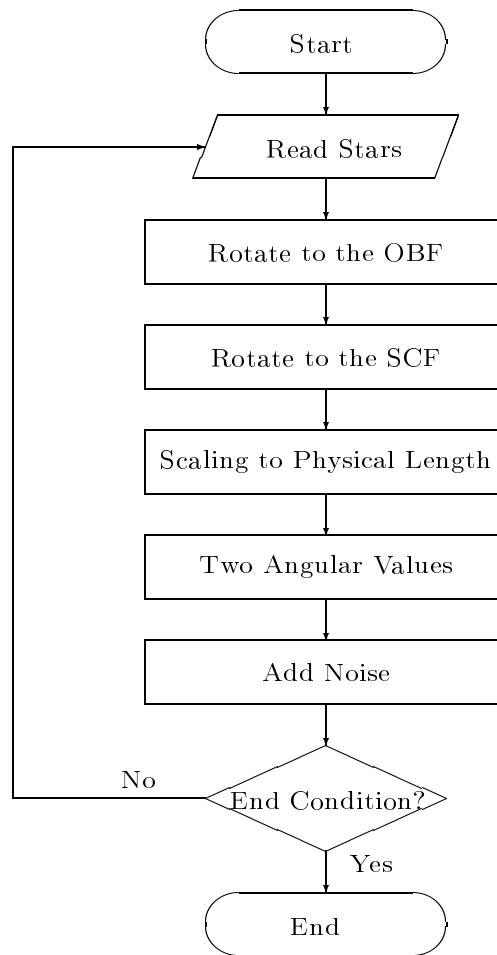 Start
Read Stars
Rotate to the OBF
Rotate to the SCF
Scaling to Physical Length
Two Angular Values
Add Noise
No
End Condition?
Yes
End